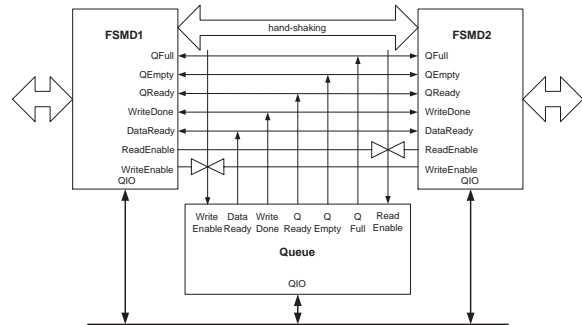 FSMD1
hand-shaking
FSMD2
QFull
QFull
QEmpty
QEmpty
QReady
QReady
WriteDone
WriteDone
DataReady
DataReady
ReadEnable
ReadEnable
WriteEnable
WriteEnable
QIO
QIO
Write Data Write Q Q Q Read
Enable Ready Done Ready Empty Full Enable
Queue
QIO